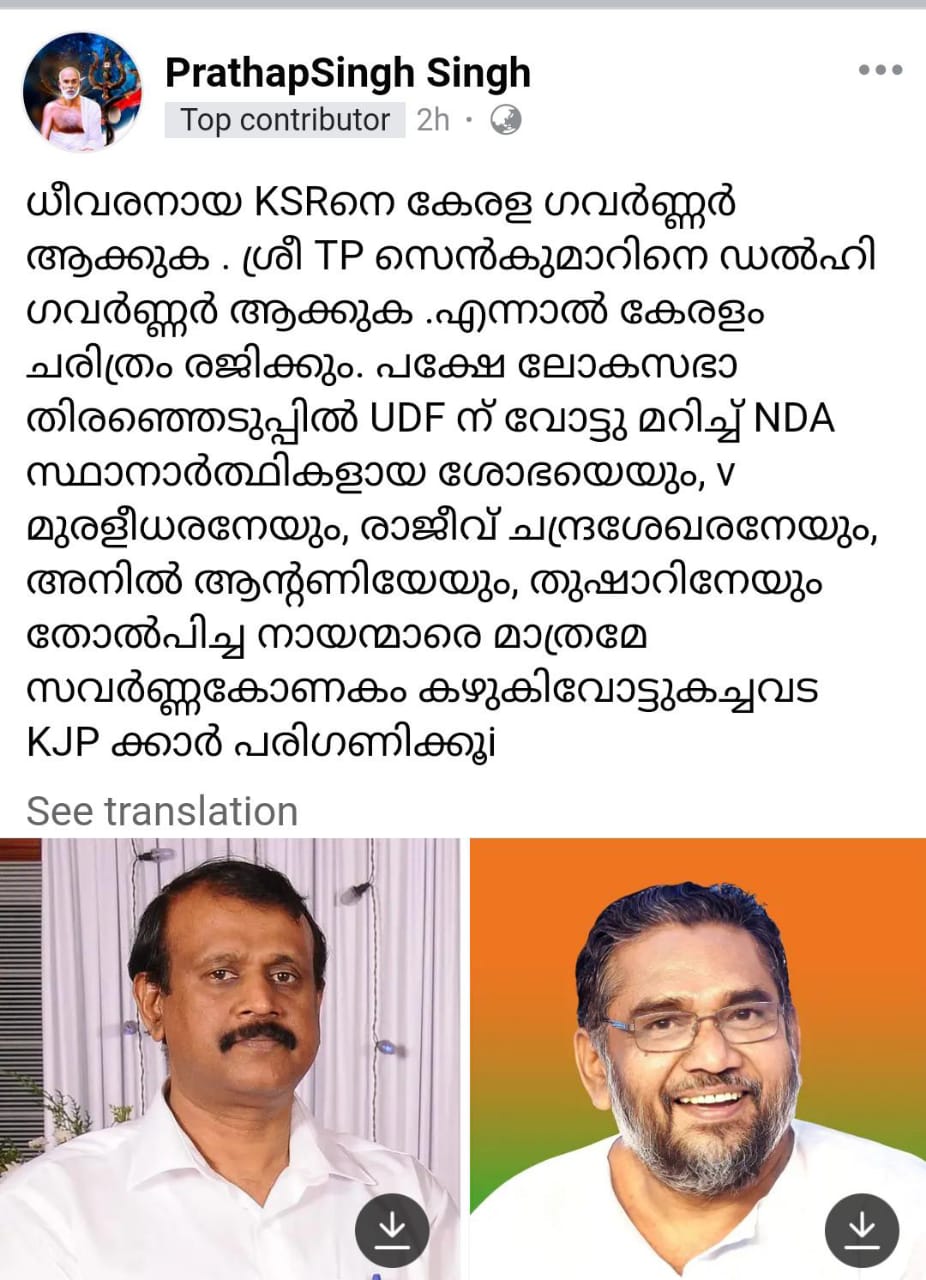 PrathapSingh Singh
Top contributor 2h ·
ധീവരനായ KSRനെ കേരള ഗവർണ്ണർ
ആക്കുക . ശ്രീ TP സെൻകുമാറിനെ ഡൽഹി
ഗവർണ്ണർ ആക്കുക .എന്നാൽ കേരളം
ചരിത്രം രജിക്കും. പക്ഷേ ലോകസഭാ
തിരഞ്ഞെടുപ്പിൽ UDF ന് വോട്ടു മറിച്ച് NDA
സ്ഥാനാർത്ഥികളായ ശോഭയെയും, v
മുരളീധരനേയും, രാജീവ് ചന്ദ്രശേഖരനേയും,
അനിൽ ആന്റണിയേയും, തുഷാറിനേയും
തോൽപിച്ച നായന്മാരെ മാത്രമേ
സവർണ്ണകോണകം കഴുകിവോട്ടുകച്ചവട
KJP ക്കാർ പരിഗണിക്കൂi
See translation